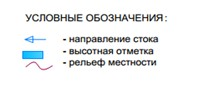 УСЛОВНЫЕ ОБОЗНАЧЕНИЯ:
- направление стока
- высотная отметка
- рельеф местности